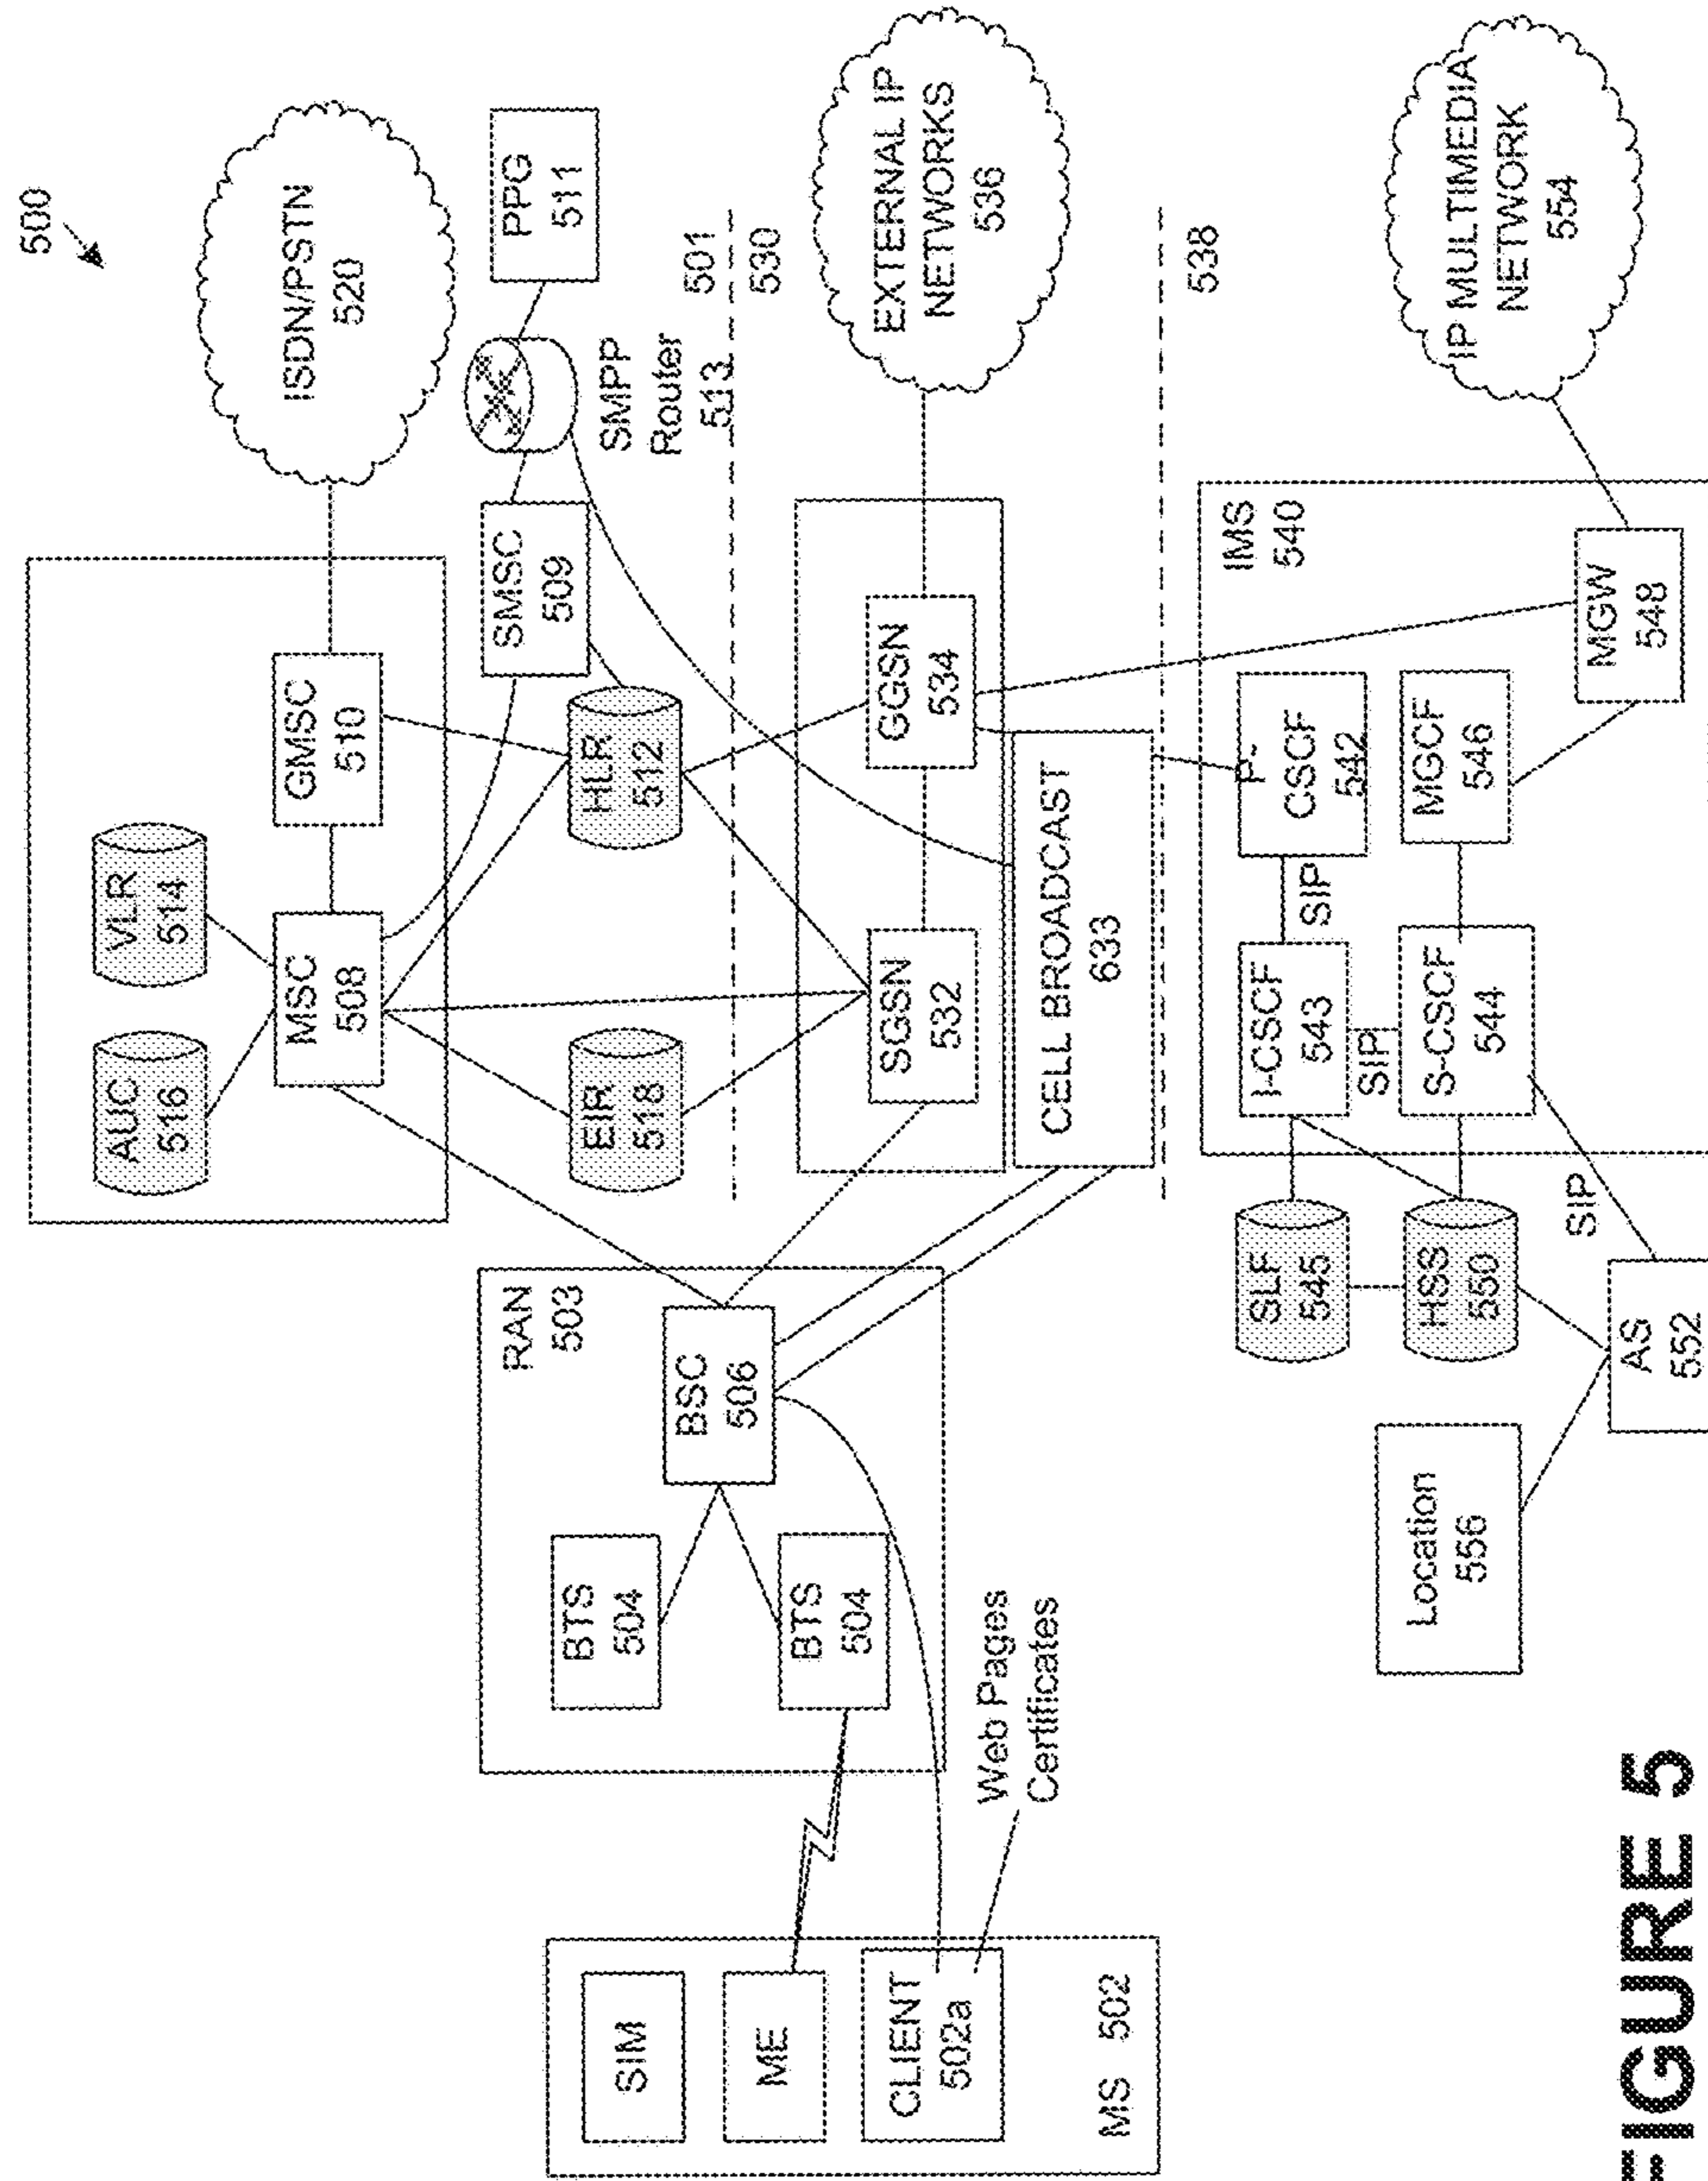 500
ISDN/PSTN
520
AUC
516
VLR
514
MSC
508
GMSC
510
SMSC
509
PPG
511
SMPP
Router
513
EIR
518
HLR
512
501
530
RAN
503
BTS
504
BTS
504
BSC
506
SIM
ME
CLIENT
502a
MS 502
Web Pages
Certificates
SGSN
532
GGSN
534
EXTERNAL IP
NETWORKS
536
CELL BROADCAST
633
538
IMS
540
P-
CSCF
542
SIP
I-CSCF
543
SIP
S-CSCF
544
MGCF
546
MGW
548
IP MULTIMEDIA
NETWORK
554
SLF
545
HSS
550
SIP
AS
552
Location
556
FIGURE 5